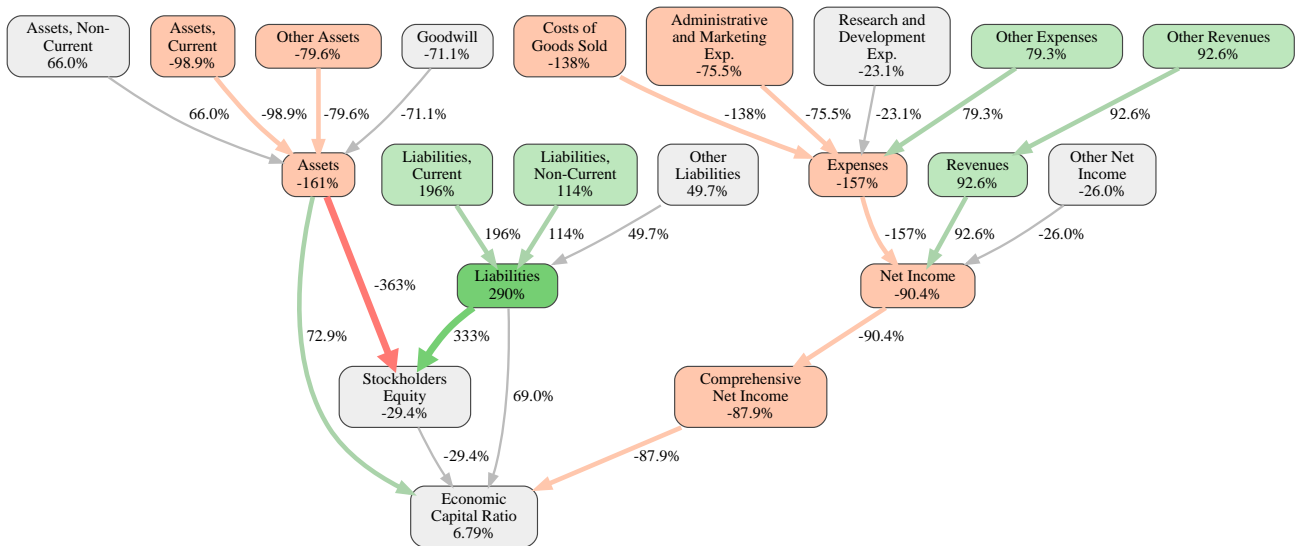 Assets, Non-
Current
66.0%
Assets,
Current
-98.9%
Other Assets
-79.6%
Goodwill
-71.1%
Costs of
Goods Sold
-138%
Administrative
and Marketing
Exp.
-75.5%
Research and
Development
Exp.
-23.1%
Other Expenses
79.3%
Other Revenues
92.6%
66.0%
-98.9%
-79.6%
-71.1%
-138%
-75.5%
-23.1%
79.3%
92.6%
Assets
-161%
Liabilities,
Current
196%
Liabilities,
Non-Current
114%
Other
Liabilities
49.7%
Expenses
-157%
Revenues
92.6%
Other Net
Income
-26.0%
196%
114%
49.7%
-157%
92.6%
-26.0%
Liabilities
290%
Net Income
-90.4%
-363%
72.9%
333%
-90.4%
Stockholders
Equity
-29.4%
69.0%
Comprehensive
Net Income
-87.9%
-29.4%
-87.9%
Economic
Capital Ratio
6.79%